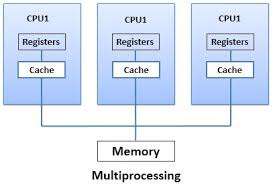 CPU1 CPU1 CPU1
Registers Registers Registers
Cache Cache Cache
Memory
Multiprocessing